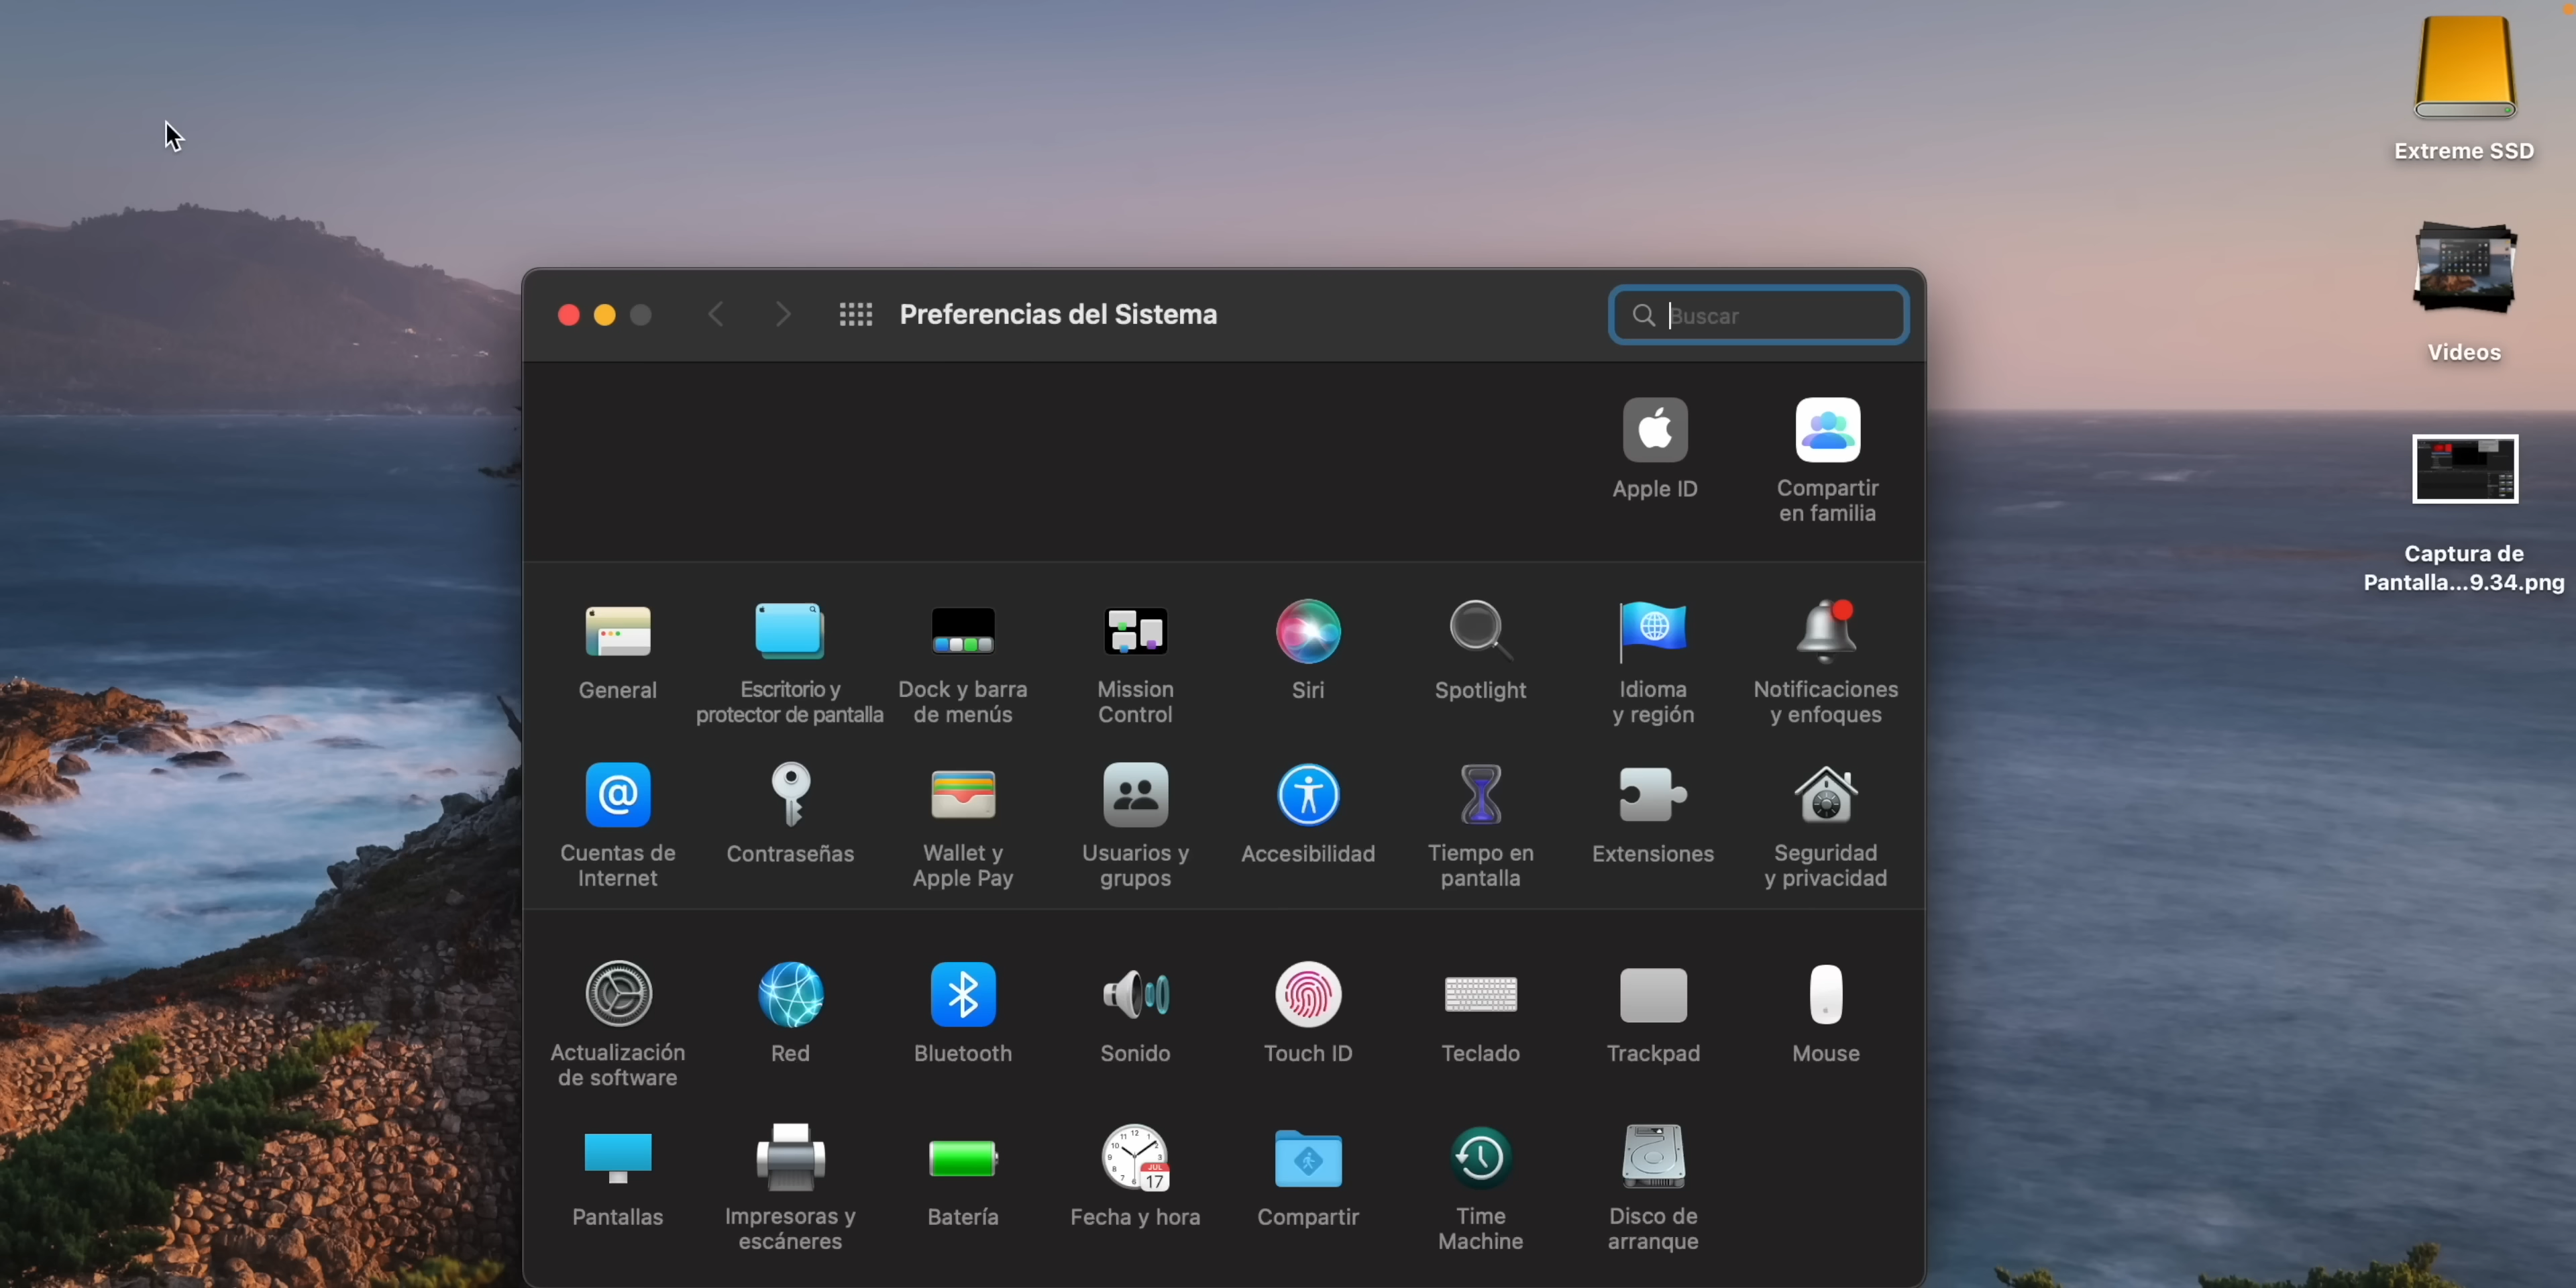 Extreme SSD
Videos
Captura de
Pantalla...9.34.png
Preferencias del Sistema
Buscar
Apple ID
Compartir
en familia
General
Escritorio y
protector de pantalla
Dock y barra
de menús
Mission
Control
Siri
Spotlight
Idioma
y región
Notificaciones
y enfoques
Cuentas de
Internet
Contraseñas
Wallet y
Apple Pay
Usuarios y
grupos
Accesibilidad
Tiempo en
pantalla
Extensiones
Seguridad
y privacidad
Actualización
de software
Red
Bluetooth
Sonido
Touch ID
Teclado
Trackpad
Mouse
Pantallas
Impresoras y
escáneres
Batería
JUL
17
Fecha y hora
Compartir
Time
Machine
Disco de
arranque